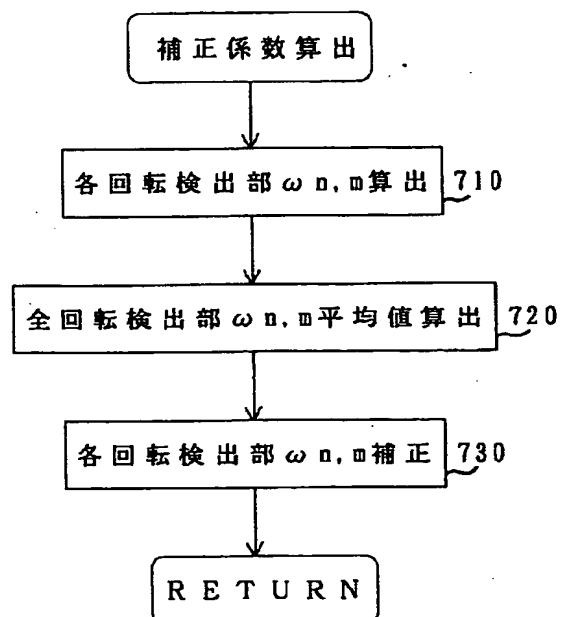 補正係数算出
各回転検出部ωn,m算出 710
全回転検出部ωn,m平均値算出 720
各回転検出部ωn,m補正 730
RETURN